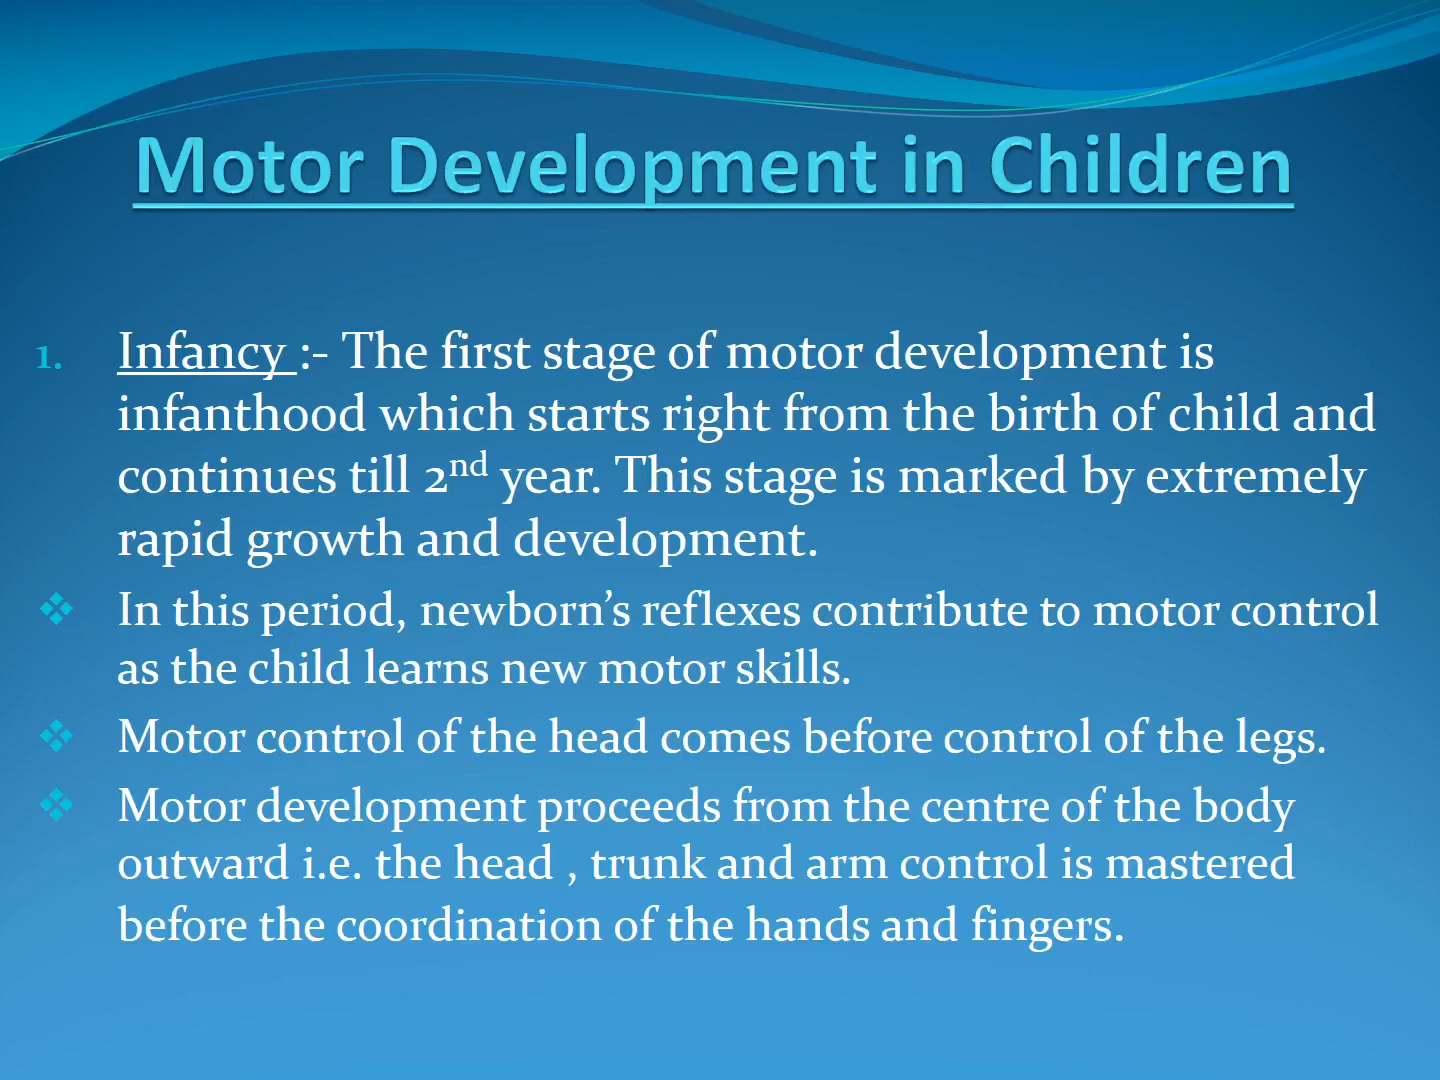 Motor Development in Children
1. Infancy :- The first stage of motor development is
infanthood which starts right from the birth of child and
continues till 2nd year. This stage is marked by extremely
rapid growth and development.
❖ In this period, newborn’s reflexes contribute to motor control
as the child learns new motor skills.
❖ Motor control of the head comes before control of the legs.
❖ Motor development proceeds from the centre of the body
outward i.e. the head , trunk and arm control is mastered
before the coordination of the hands and fingers.